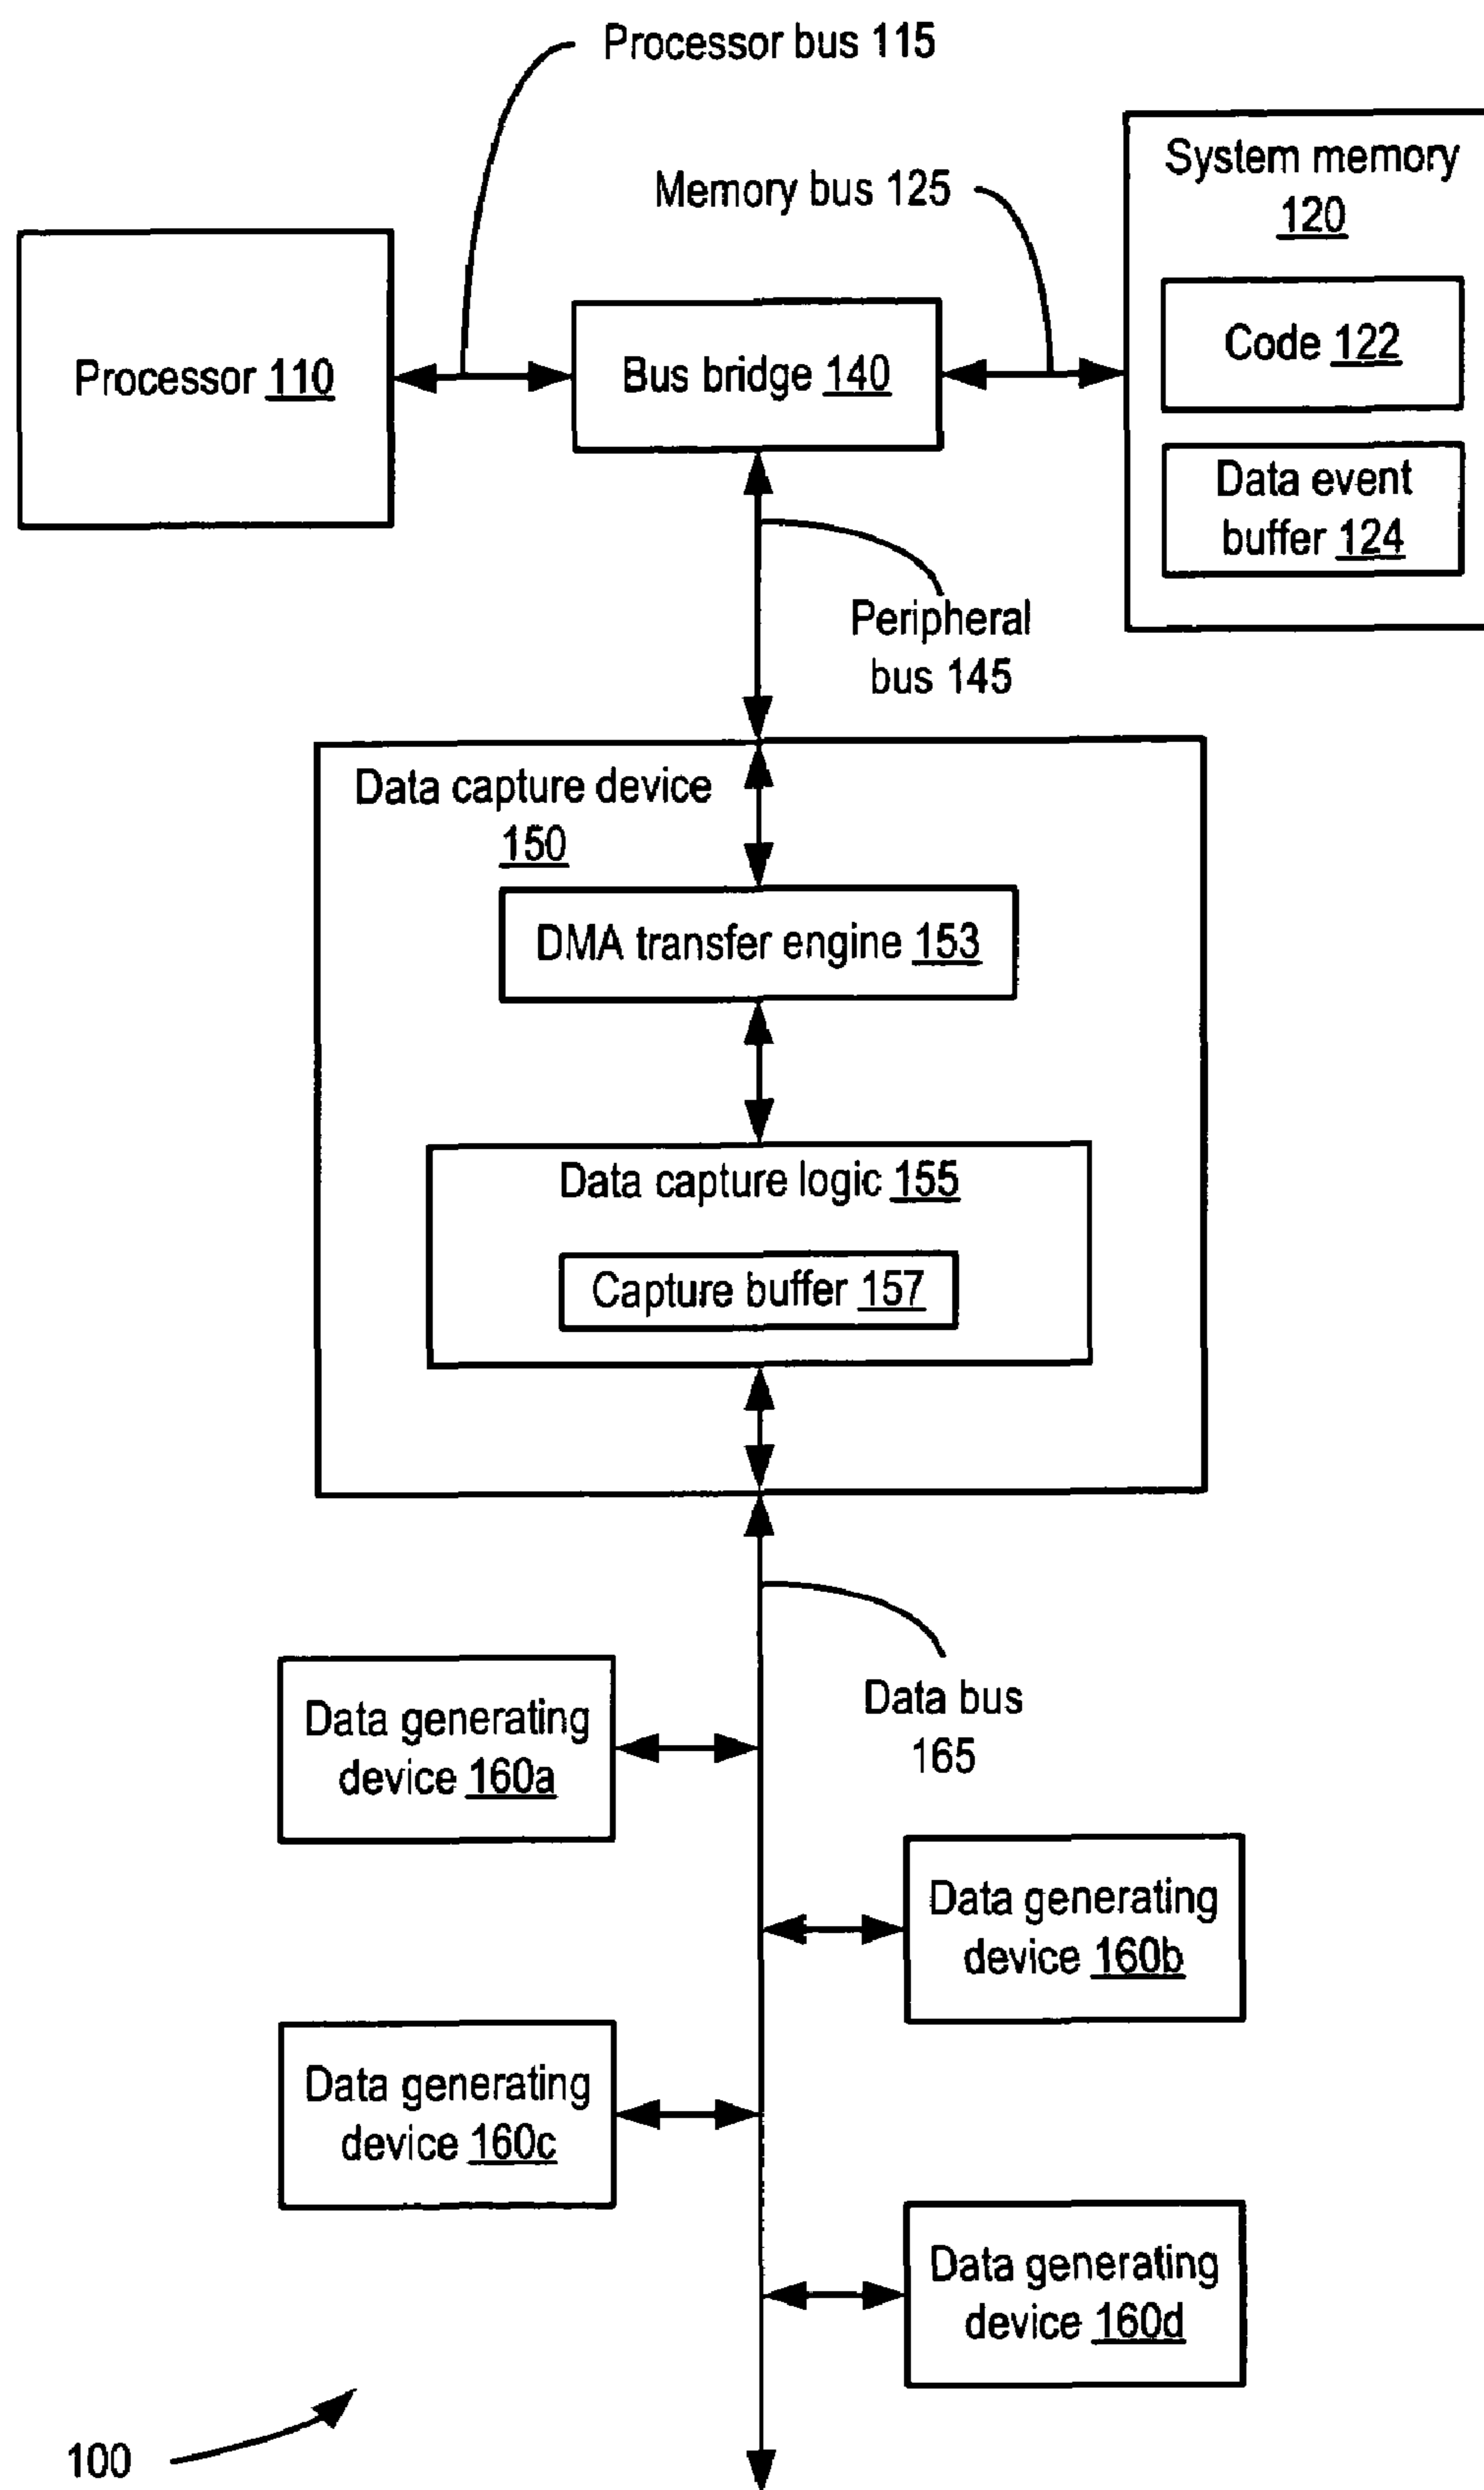 Processor bus 115
Memory bus 125
System memory
120
Code 122
Data event
buffer 124
Processor 110
Bus bridge 140
Peripheral
bus 145
Data capture device
150
DMA transfer engine 153
Data capture logic 155
Capture buffer 157
Data bus
165
Data generating
device 160a
Data generating
device 160b
Data generating
device 160c
Data generating
device 160d
100